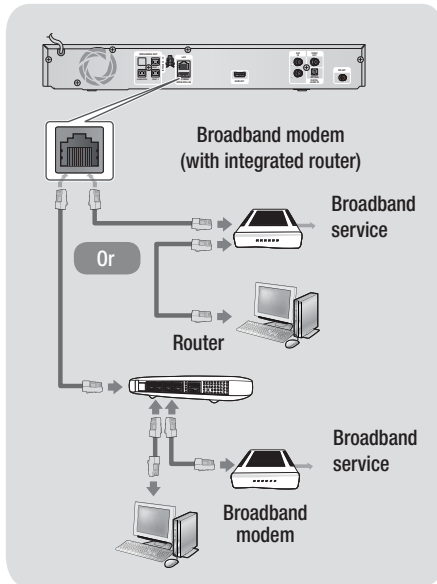 Broadband modem
(with integrated router)
Broadband
service
Or
Router
Broadband
service
Broadband
modem